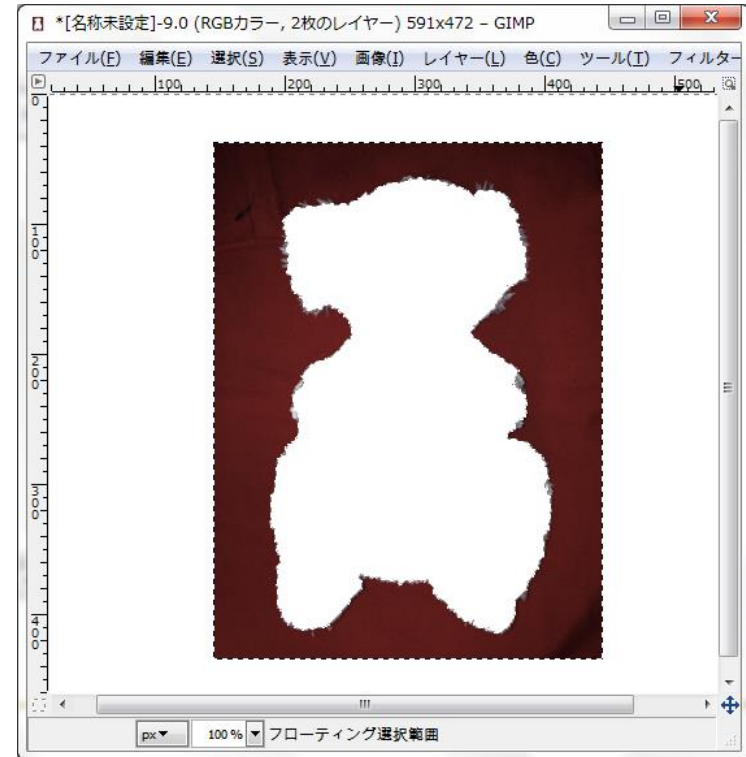 *[名称未設定]-9.0 (RGBカラー, 2枚のレイヤー) 591x472 – GIMP
ファイル(F) 編集(E) 選択(S) 表示(V) 画像(I) レイヤー(L) 色(C) ツール(T) フィルター
100 200 300 400 500
0
100
200
300
400
px 100 % フローティング選択範囲